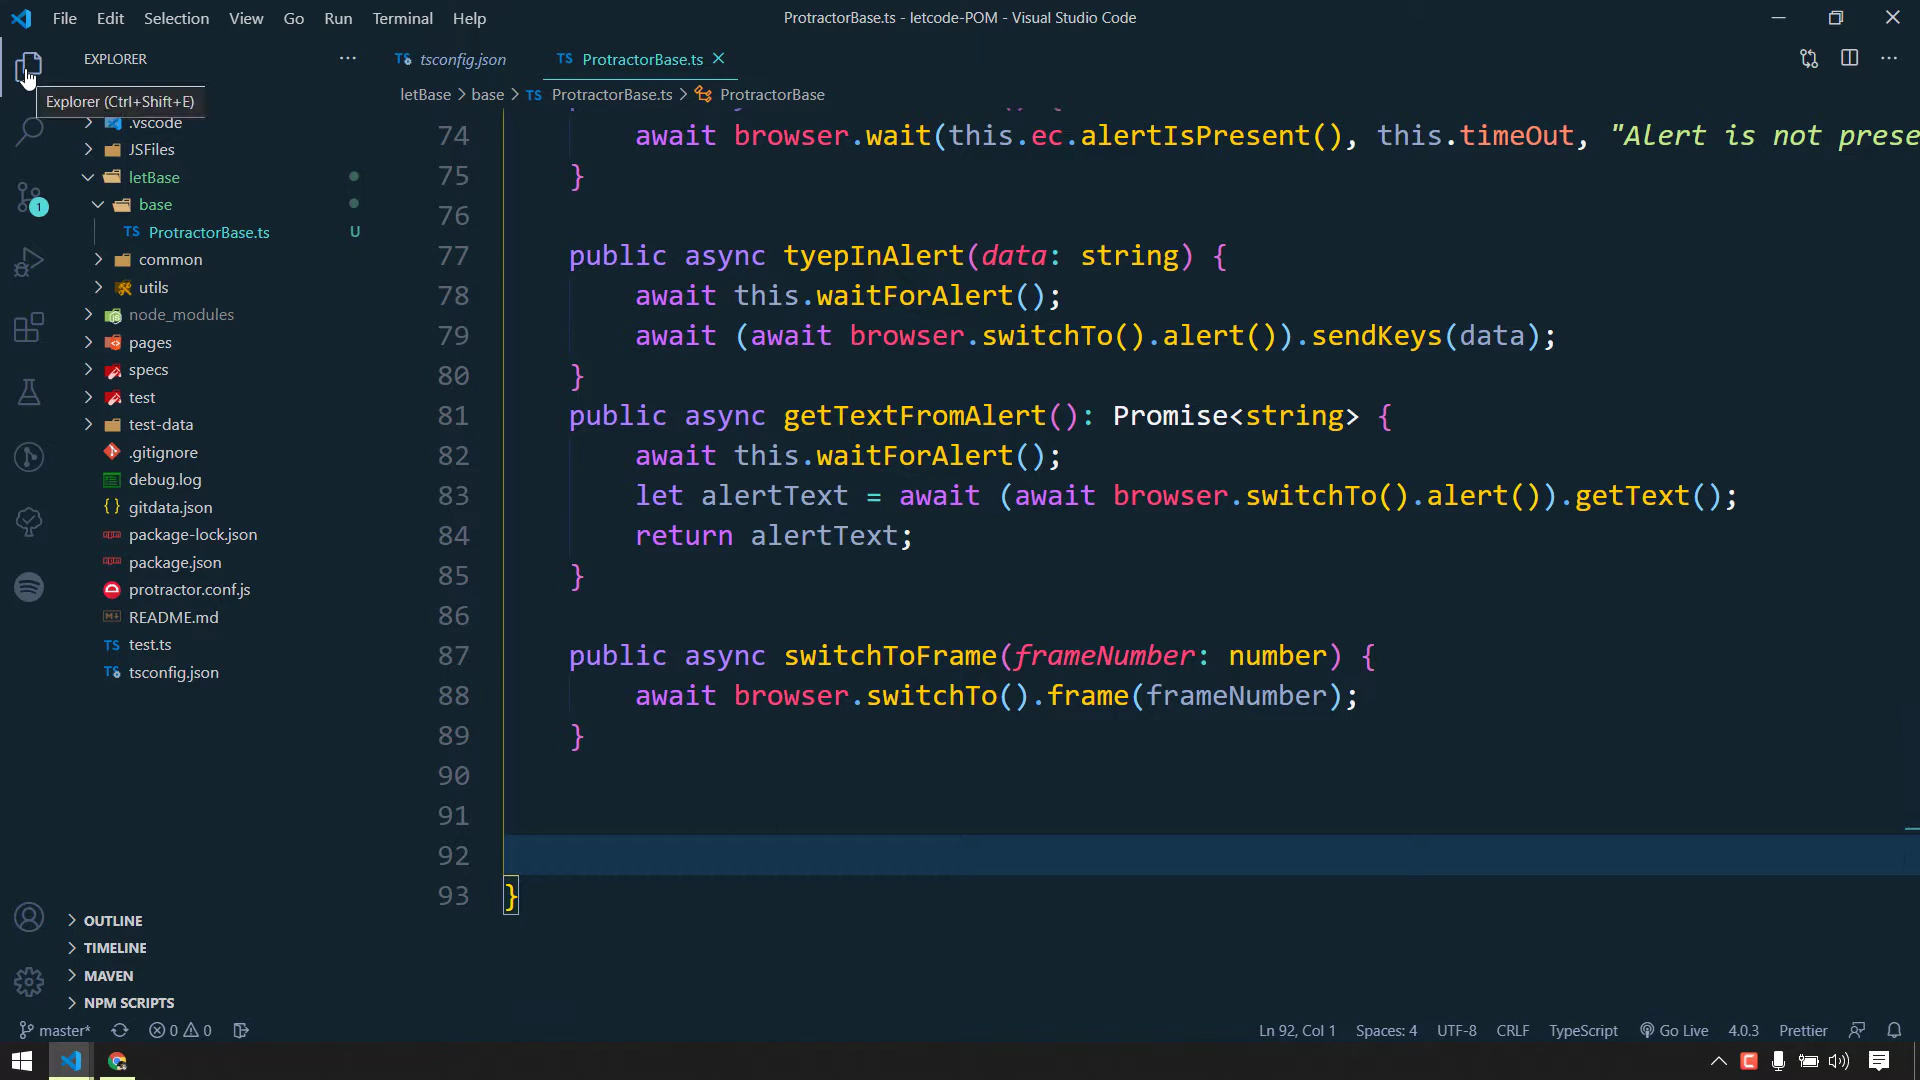 File Edit Selection View Go Run Terminal Help
ProtractorBase.ts - letcode-POM - Visual Studio Code
EXPLORER
Explorer (Ctrl+Shift+E)
.vscode
JSFiles
letBase
base
TS ProtractorBase.ts U
common
utils
node_modules
pages
specs
test
test-data
.gitignore
debug.log
{ } gitdata.json
package-lock.json
package.json
protractor.conf.js
README.md
TS test.ts
TS tsconfig.json
OUTLINE
TIMELINE
MAVEN
NPM SCRIPTS
1
TS tsconfig.json
TS ProtractorBase.ts
letBase > base > TS ProtractorBase.ts > ProtractorBase
74 await browser.wait(this.ec.alertIsPresent(), this.timeOut, "Alert is not prese
75 }
76
77 public async tyepInAlert(data: string) {
78 await this.waitForAlert();
79 await (await browser.switchTo().alert()).sendKeys(data);
80 }
81 public async getTextFromAlert(): Promise<string> {
82 await this.waitForAlert();
83 let alertText = await (await browser.switchTo().alert()).getText();
84 return alertText;
85 }
86
87 public async switchToFrame(frameNumber: number) {
88 await browser.switchTo().frame(frameNumber);
89 }
90
91
92
93 }
master* 0 0
Ln 92, Col 1 Spaces: 4 UTF-8 CRLF TypeScript Go Live 4.0.3 Prettier